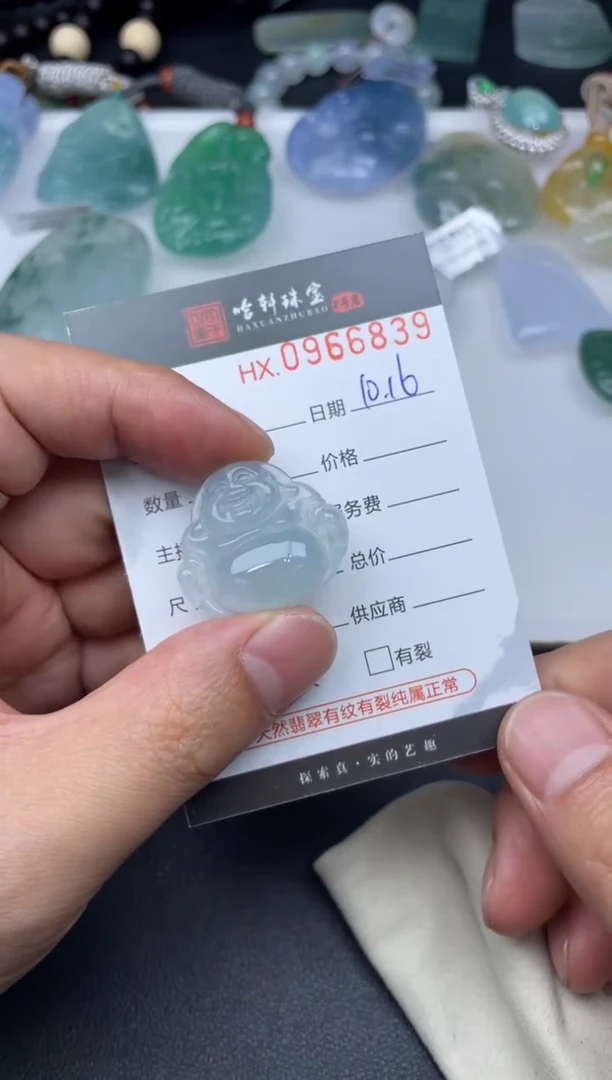 哈轩珠宝
HAXUANZHUBAO
HX.0966839
日期 10.16
价格
数量
务费
主
总价
尺
供应商
有裂
天然翡翠有纹有裂纯属正常
探索真·实的艺趣